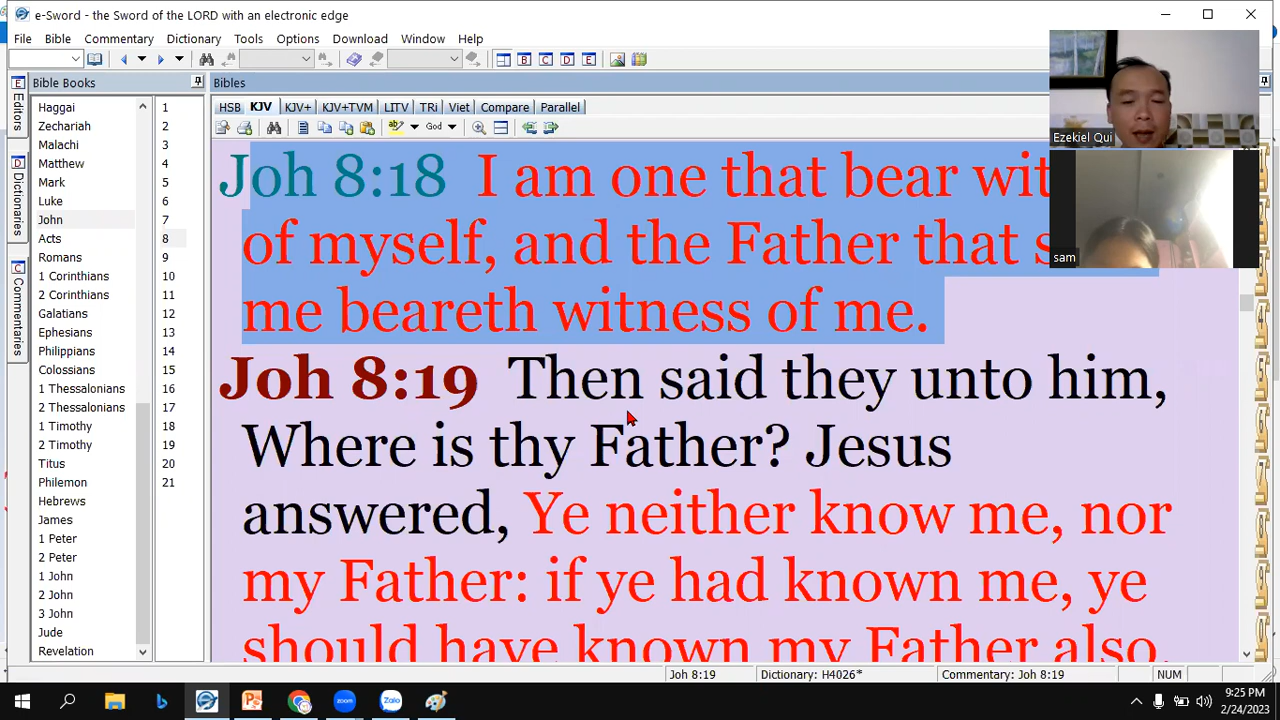 e-Sword - the Sword of the LORD with an electronic edge
File Bible Commentary Dictionary Tools Options Download Window Help
B C D E
Bible Books
Bibles
HSB KJV KJV+ KJV+TVM LITV TRi Viet Compare Parallel
God
E Editors
Dictionaries
C Commentaries
Haggai
Zechariah
Malachi
Matthew
Mark
Luke
John
Acts
Romans
1 Corinthians
2 Corinthians
Galatians
Ephesians
Philippians
Colossians
1 Thessalonians
2 Thessalonians
1 Timothy
2 Timothy
Titus
Philemon
Hebrews
James
1 Peter
2 Peter
1 John
2 John
3 John
Jude
Revelation
1
2
3
4
5
6
7
8
9
10
11
12
13
14
15
16
17
18
19
20
21
Joh 8:18 I am one that bear wit
of myself, and the Father that s
me beareth witness of me.
Joh 8:19 Then said they unto him,
Where is thy Father? Jesus
answered, Ye neither know me, nor
my Father: if ye had known me, ye
should have known my Father also.
Ezekiel Qui
sam
Joh 8:19 Dictionary: H4026* Commentary: Joh 8:19 NUM
zoom Zalo
9:25 PM
2/24/2023